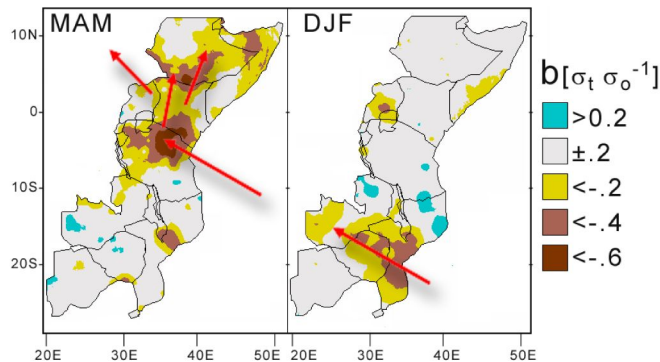 MAM
DJF
10N
0
10S
20S
20E 30E 40E 50E
20E 30E 40E 50E
b[σt σo⁻¹]
>0.2
±.2
<-.2
<-.4
<-.6